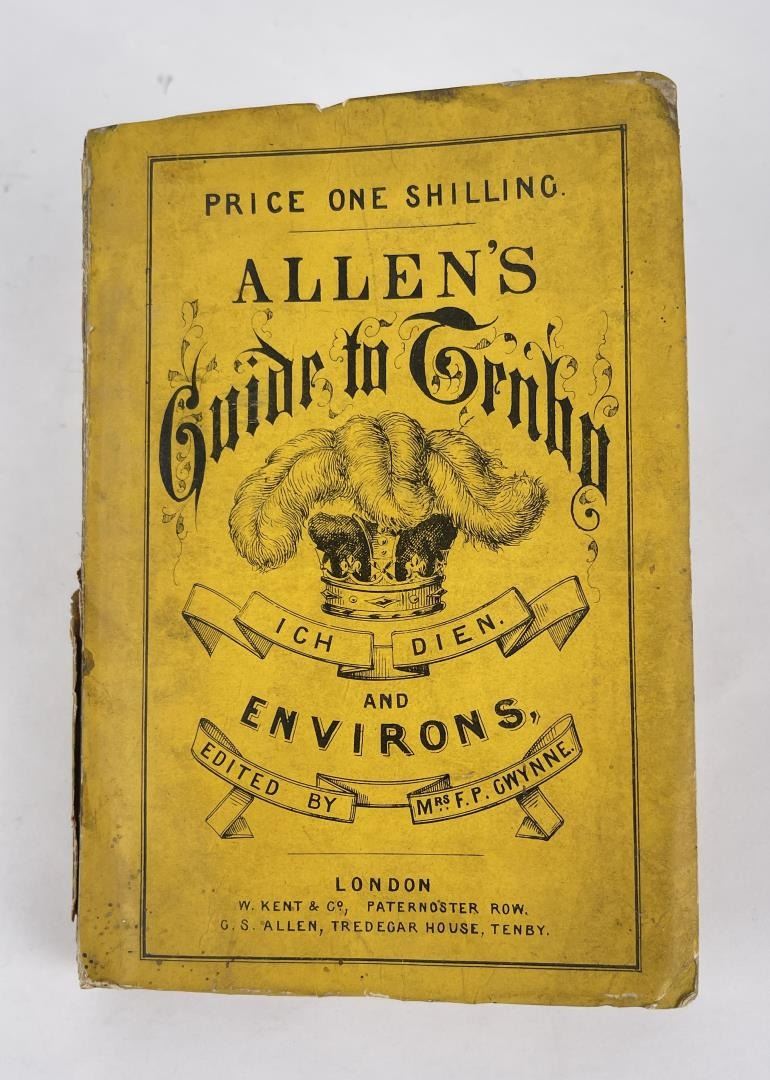 PRICE ONE SHILLING.
ALLEN'S
Guide to Tenby
ICH DIEN.
AND
ENVIRONS,
EDITED BY MRS. F. P. GWYNNE.
LONDON
W. KENT & CO, PATERNOSTER ROW.
C. S. ALLEN, TREDEGAR HOUSE, TENBY.